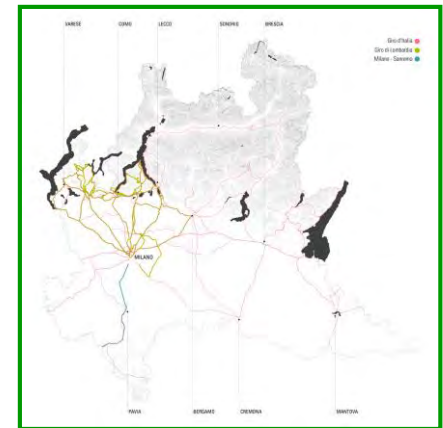 VARESE
COMO
LECCO
SONDRIO
BRESCIA
Giro d'Italia
Giro di Lombardia
Milano - Sanremo
MILANO
PAVIA
BERGAMO
CREMONA
MANTOVA